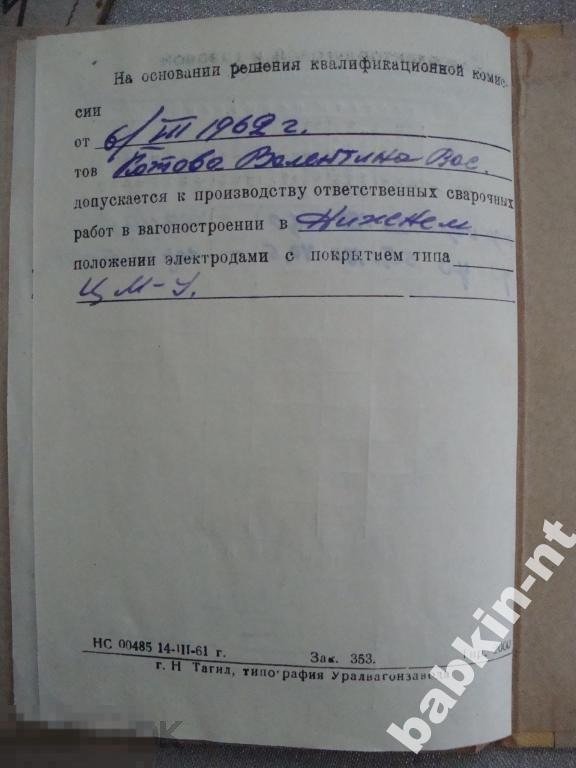 На основании решения квалификационной комис-
сии
от 6/III 1962 г.
тов Котова Валентина Вас.
допускается к производству ответственных сварочных
работ в вагоностроении в Нижнем
положении электродами с покрытием типа
ЦМ-У.
НС 00485 14-III-61 г. Зак. 353. Тир. 2000
г. Н Тагил, типография Уралвагонзавода
babkin-nt